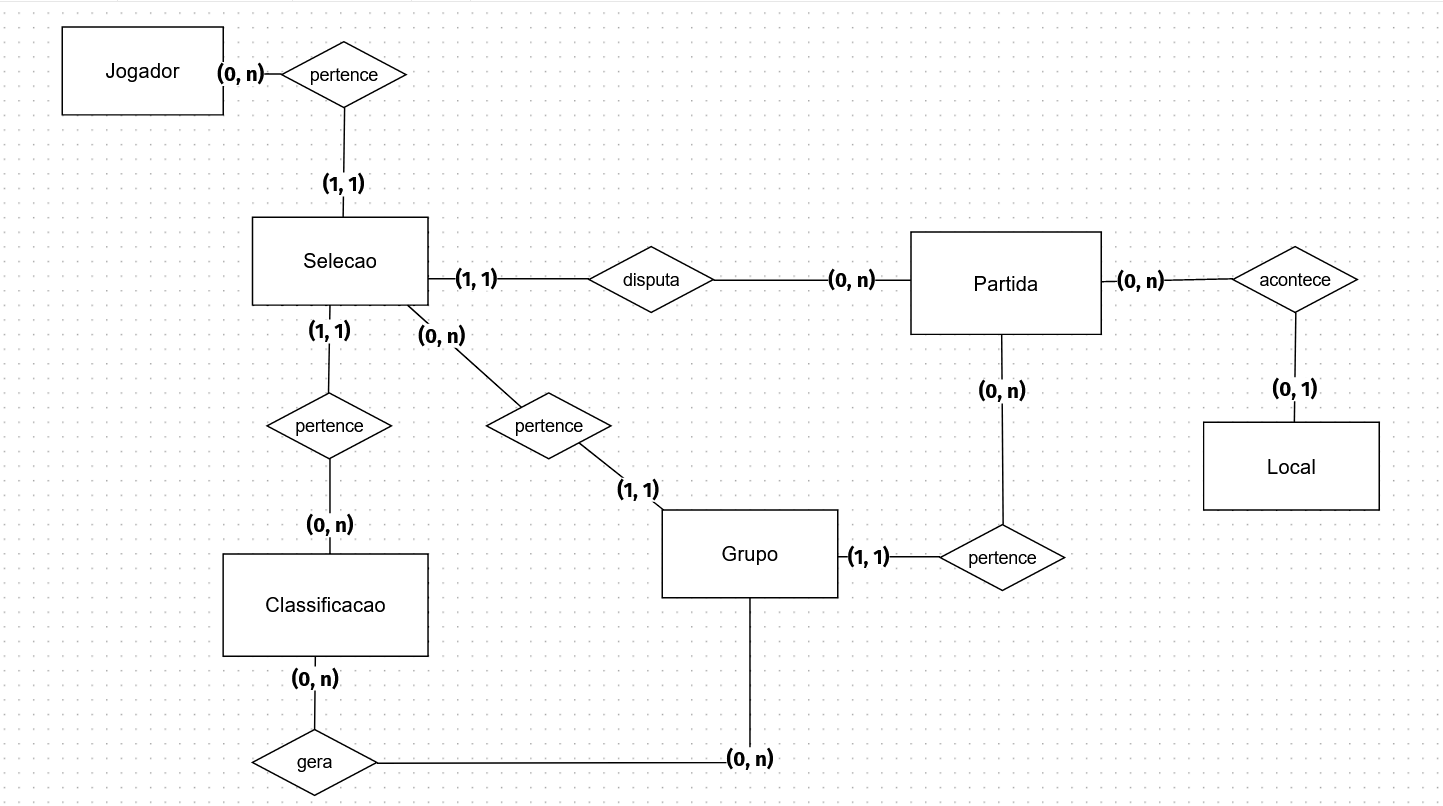 Jogador
(0, n)
pertence
(1, 1)
Selecao
(1, 1)
disputa
(0, n)
Partida
(0, n)
acontece
(1, 1)
(0, n)
(0, n)
(0, 1)
pertence
pertence
Local
(1, 1)
(0, n)
Grupo
(1, 1)
pertence
Classificacao
(0, n)
gera
(0, n)